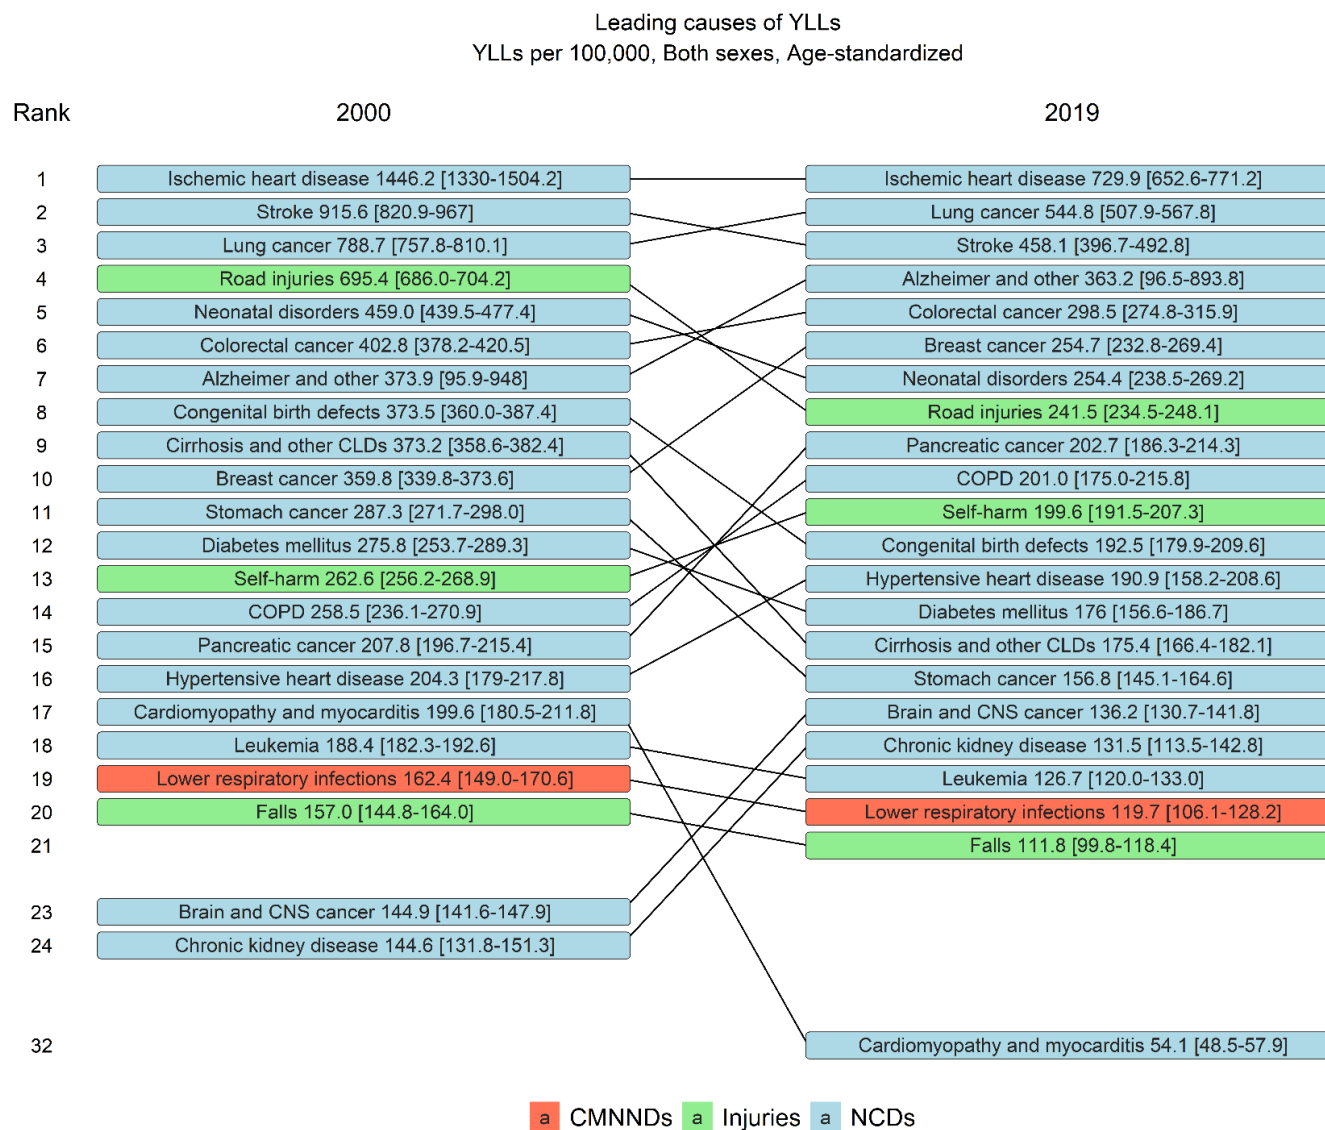 Leading causes of YLLs
YLLs per 100,000, Both sexes, Age-standardized
Rank 2000 2019
1 Ischemic heart disease 1446.2 [1330-1504.2] Ischemic heart disease 729.9 [652.6-771.2]
2 Stroke 915.6 [820.9-967] Lung cancer 544.8 [507.9-567.8]
3 Lung cancer 788.7 [757.8-810.1] Stroke 458.1 [396.7-492.8]
4 Road injuries 695.4 [686.0-704.2] Alzheimer and other 363.2 [96.5-893.8]
5 Neonatal disorders 459.0 [439.5-477.4] Colorectal cancer 298.5 [274.8-315.9]
6 Colorectal cancer 402.8 [378.2-420.5] Breast cancer 254.7 [232.8-269.4]
7 Alzheimer and other 373.9 [95.9-948] Neonatal disorders 254.4 [238.5-269.2]
8 Congenital birth defects 373.5 [360.0-387.4] Road injuries 241.5 [234.5-248.1]
9 Cirrhosis and other CLDs 373.2 [358.6-382.4] Pancreatic cancer 202.7 [186.3-214.3]
10 Breast cancer 359.8 [339.8-373.6] COPD 201.0 [175.0-215.8]
11 Stomach cancer 287.3 [271.7-298.0] Self-harm 199.6 [191.5-207.3]
12 Diabetes mellitus 275.8 [253.7-289.3] Congenital birth defects 192.5 [179.9-209.6]
13 Self-harm 262.6 [256.2-268.9] Hypertensive heart disease 190.9 [158.2-208.6]
14 COPD 258.5 [236.1-270.9] Diabetes mellitus 176 [156.6-186.7]
15 Pancreatic cancer 207.8 [196.7-215.4] Cirrhosis and other CLDs 175.4 [166.4-182.1]
16 Hypertensive heart disease 204.3 [179-217.8] Stomach cancer 156.8 [145.1-164.6]
17 Cardiomyopathy and myocarditis 199.6 [180.5-211.8] Brain and CNS cancer 136.2 [130.7-141.8]
18 Leukemia 188.4 [182.3-192.6] Chronic kidney disease 131.5 [113.5-142.8]
19 Lower respiratory infections 162.4 [149.0-170.6] Leukemia 126.7 [120.0-133.0]
20 Falls 157.0 [144.8-164.0] Lower respiratory infections 119.7 [106.1-128.2]
21 Falls 111.8 [99.8-118.4]
23 Brain and CNS cancer 144.9 [141.6-147.9]
24 Chronic kidney disease 144.6 [131.8-151.3]
32 Cardiomyopathy and myocarditis 54.1 [48.5-57.9]
a CMNNDs a Injuries a NCDs